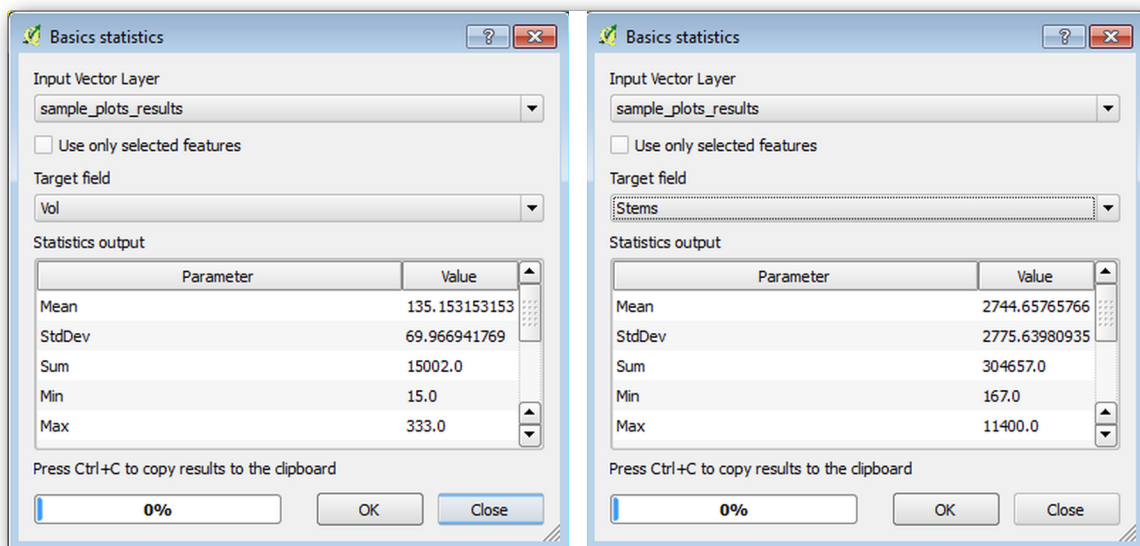 Basics statistics
Input Vector Layer
sample_plots_results
Use only selected features
Target field
Vol
Statistics output
Parameter Value
Mean 135.153153153
StdDev 69.966941769
Sum 15002.0
Min 15.0
Max 333.0
Press Ctrl+C to copy results to the clipboard
0% OK Close
Basics statistics
Input Vector Layer
sample_plots_results
Use only selected features
Target field
Stems
Statistics output
Parameter Value
Mean 2744.65765766
StdDev 2775.63980935
Sum 304657.0
Min 167.0
Max 11400.0
Press Ctrl+C to copy results to the clipboard
0% OK Close